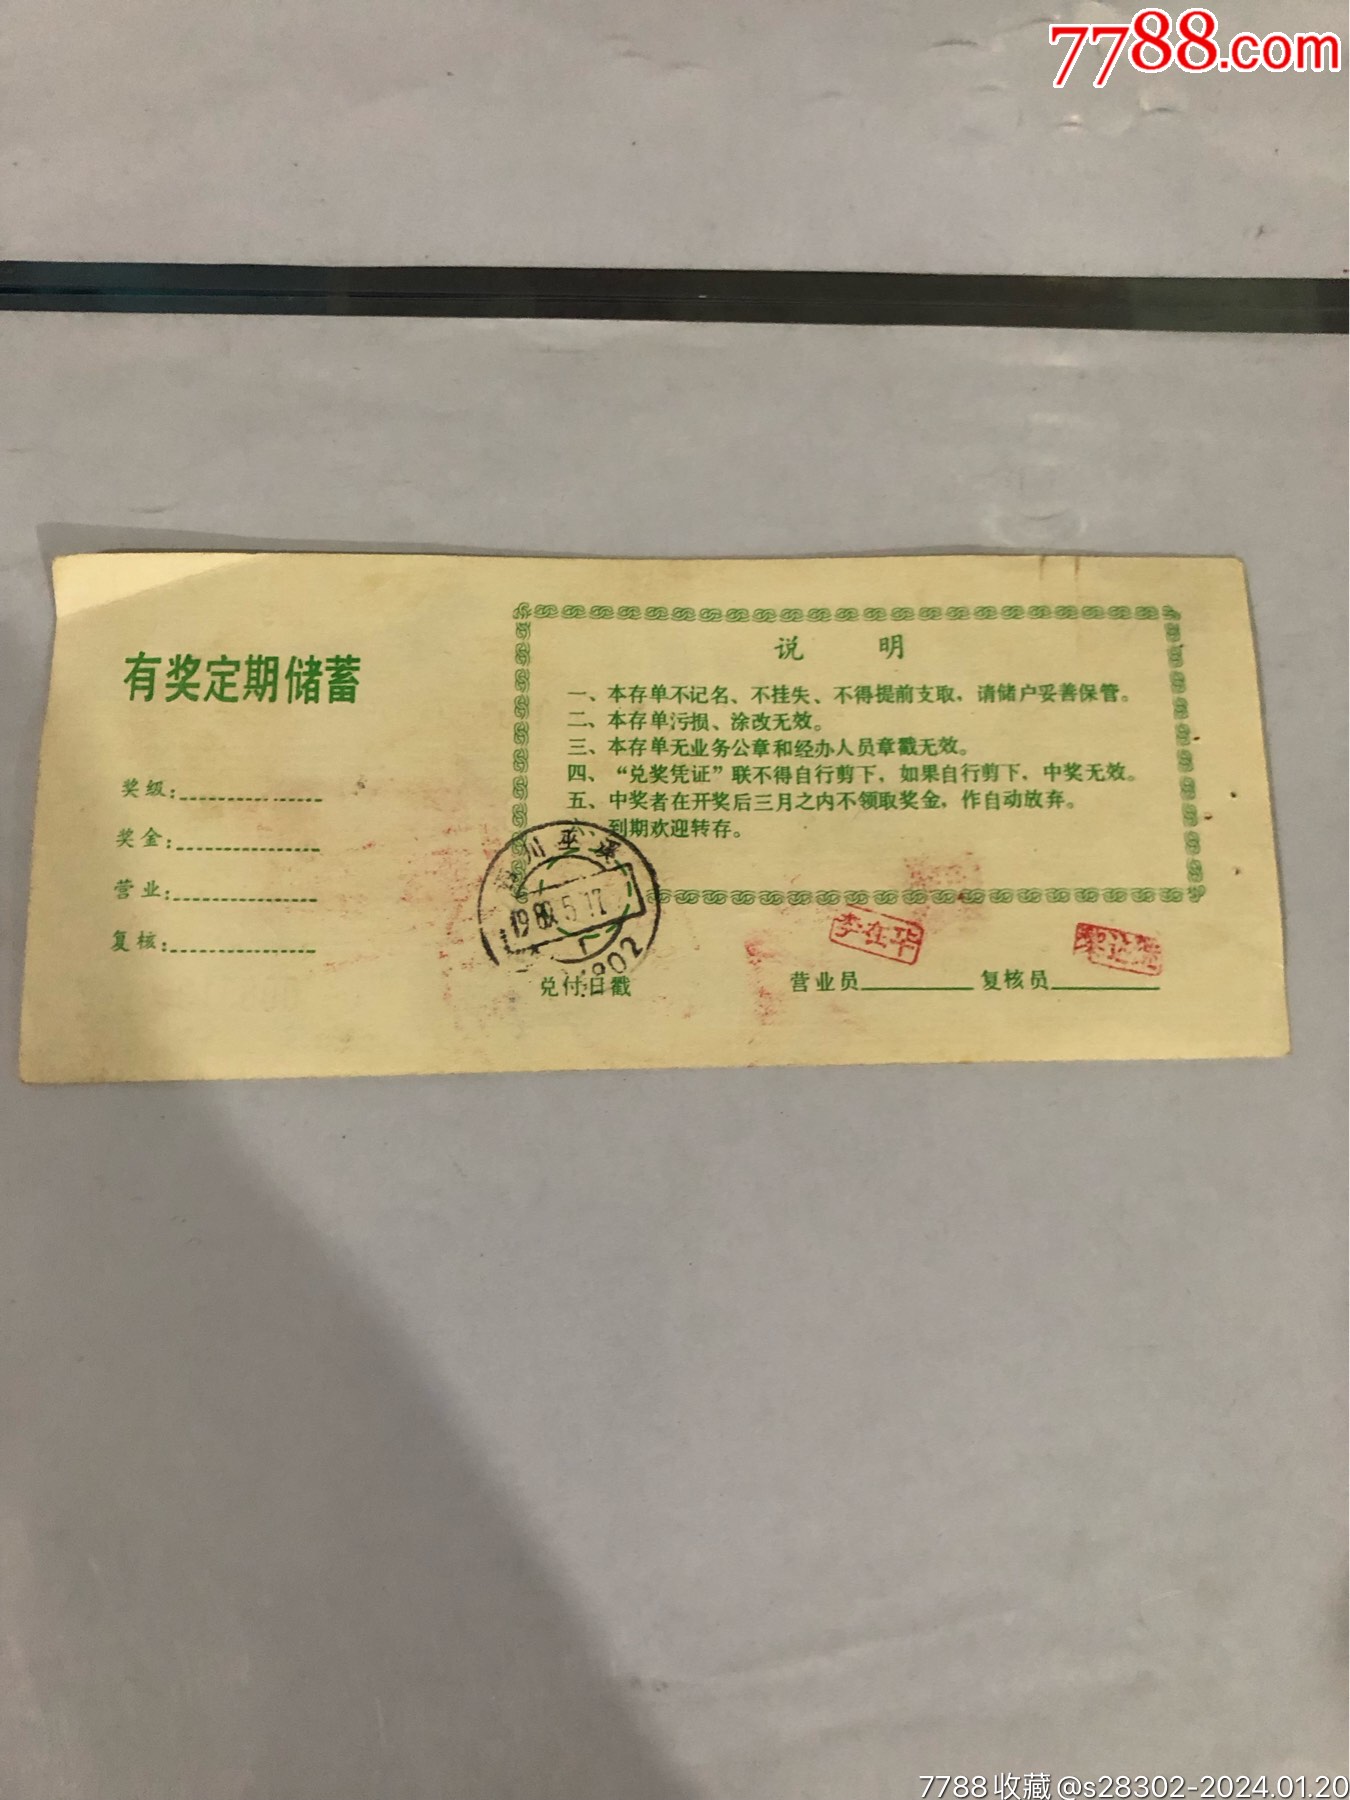 7788.com
有奖定期储蓄
奖级:
奖金:
营业:
复核:
说 明
一、本存单不记名、不挂失、不得提前支取，请储户妥善保管。
二、本存单污损、涂改无效。
三、本存单无业务公章和经办人员章戳无效。
四、“兑奖凭证”联不得自行剪下，如果自行剪下，中奖无效。
五、中奖者在开奖后三月之内不领取奖金，作自动放弃。
、到期欢迎转存。
川巫溪
5.17
兑付日戳
李在华
营业员 复核员
7788收藏@s28302-2024.01.20